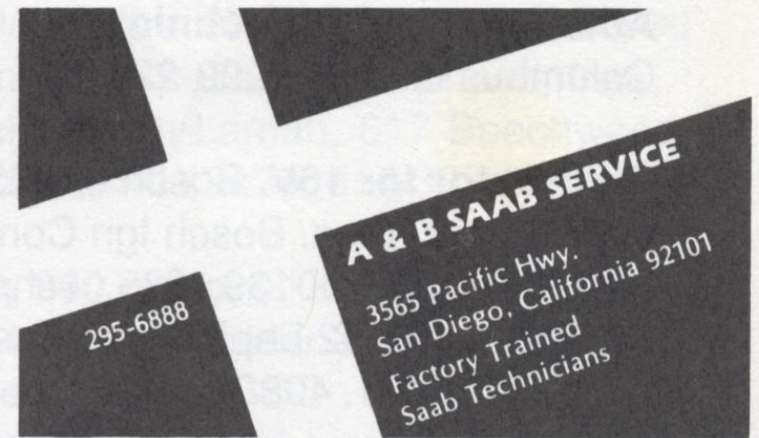 A & B SAAB SERVICE
3565 Pacific Hwy.
San Diego, California 92101
Factory Trained
Saab Technicians
295-6888